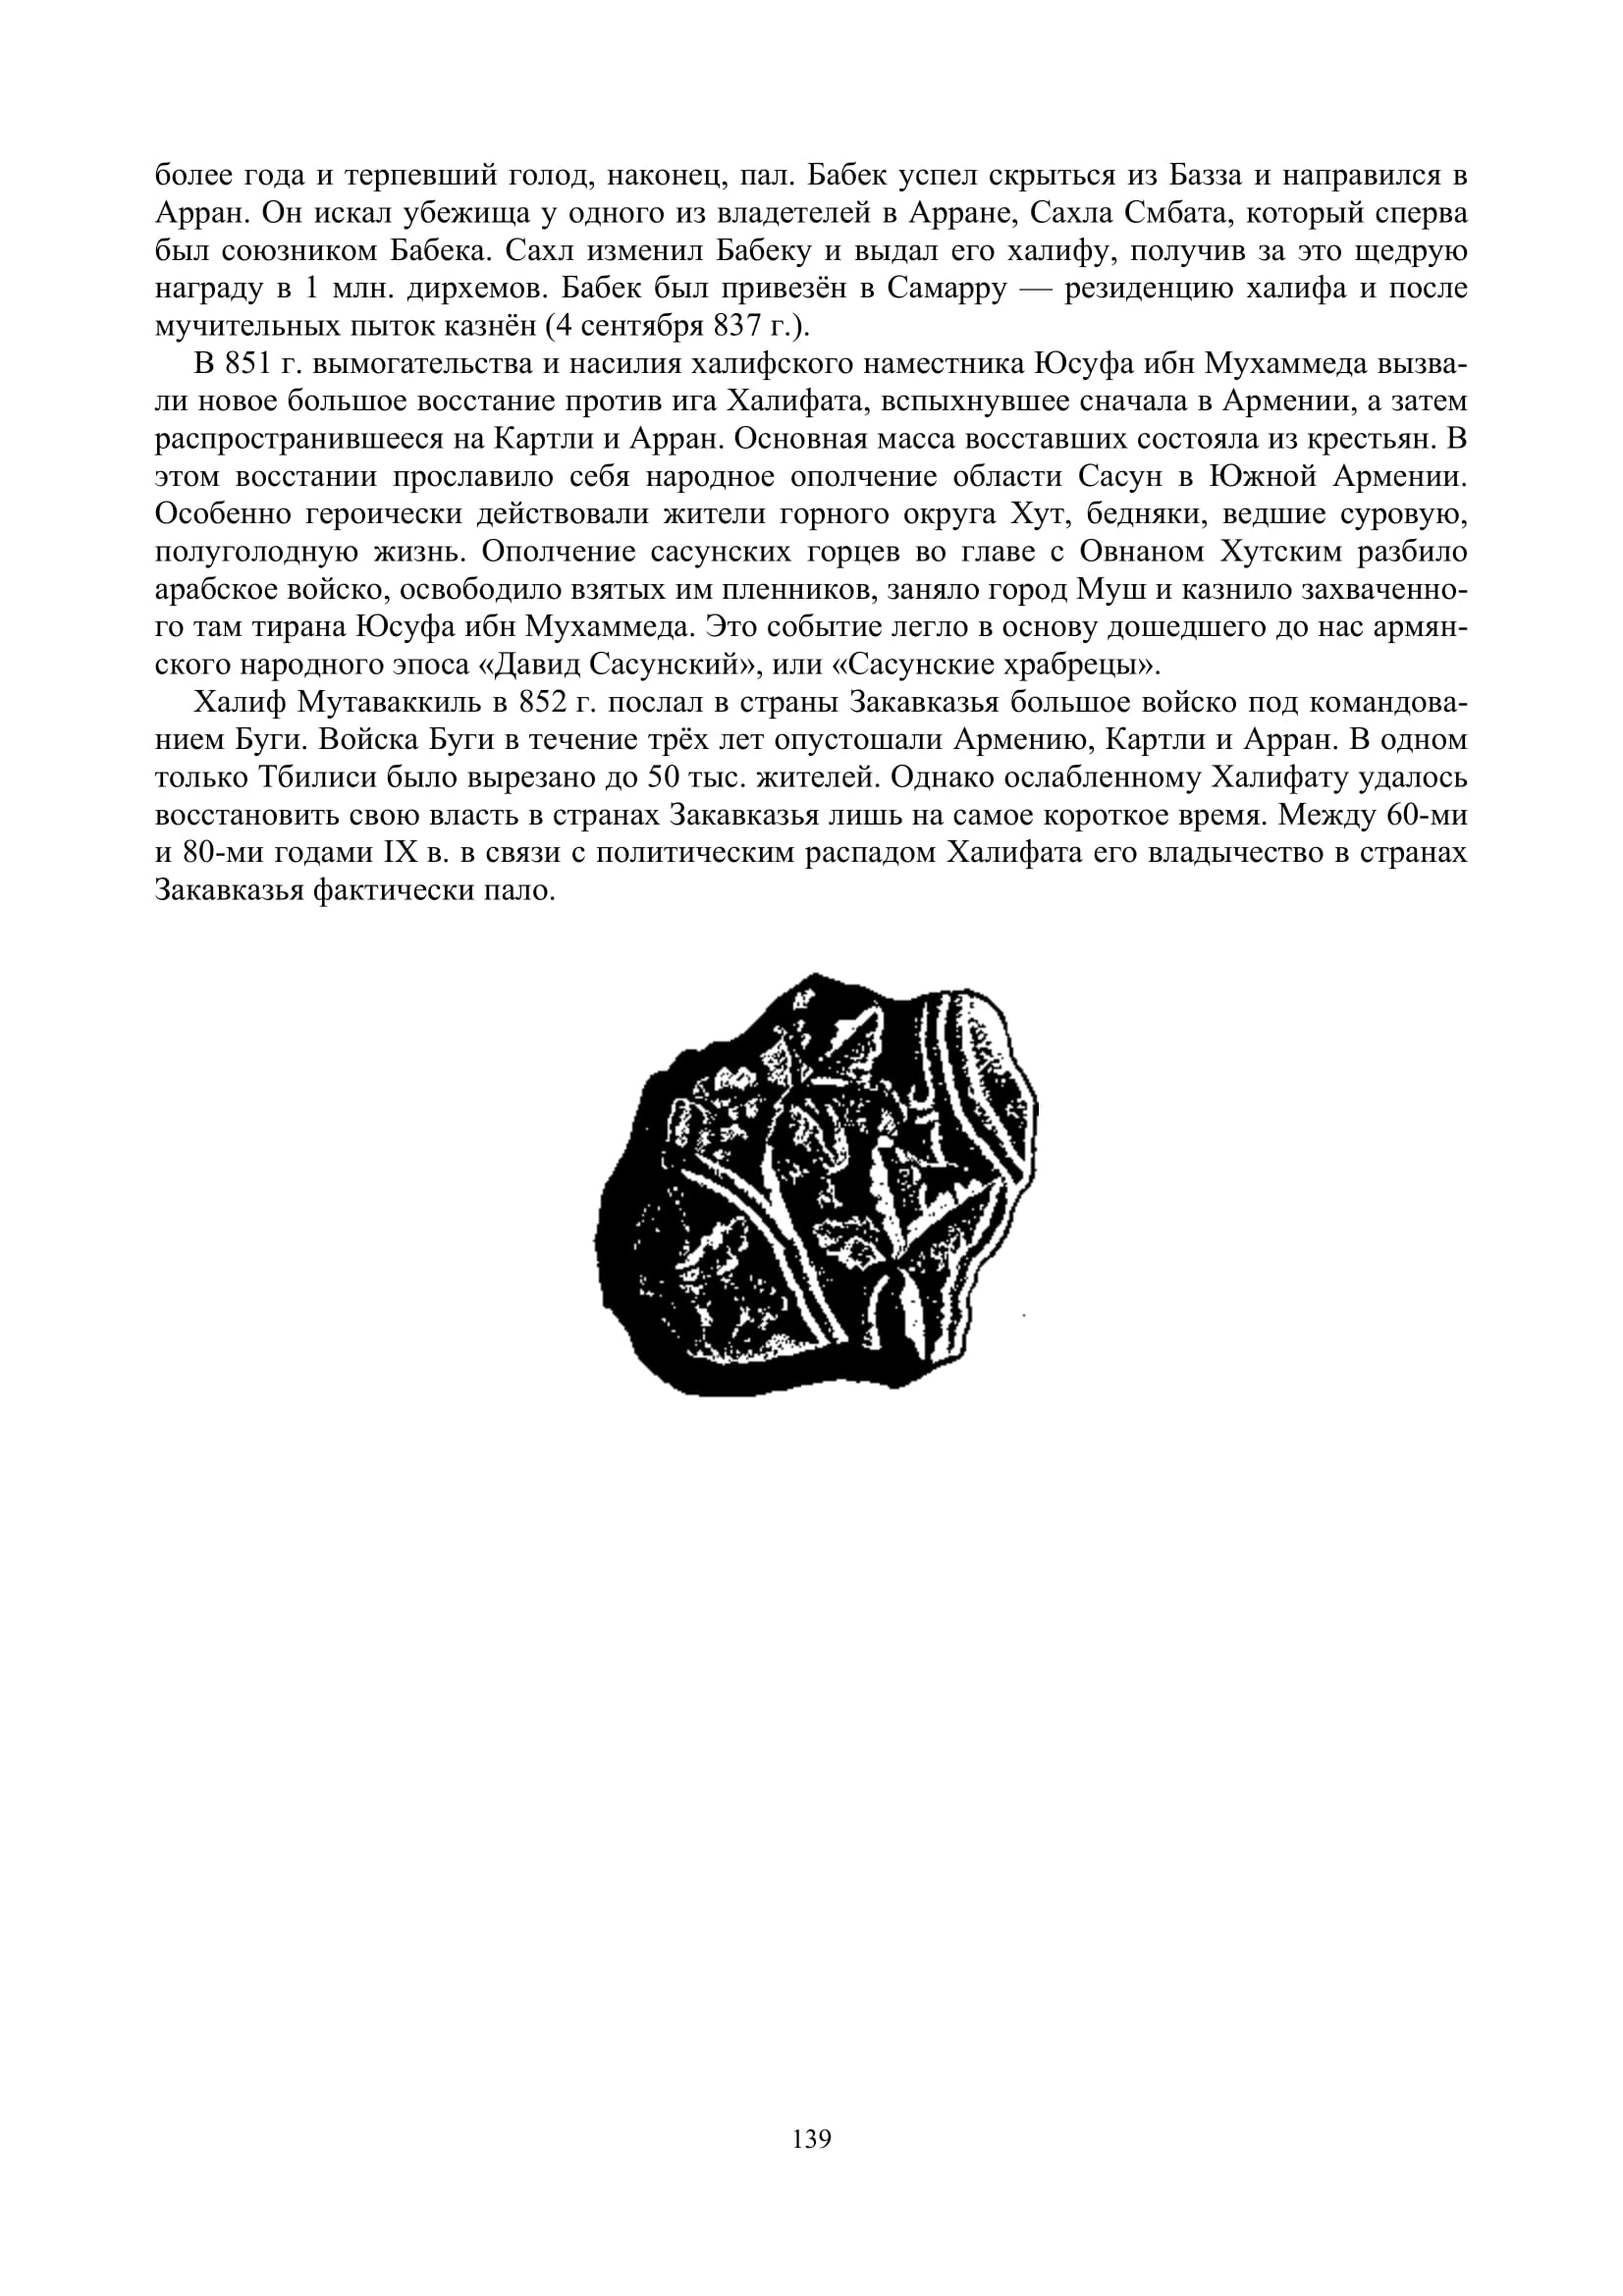 более года и терпевший голод, наконец, пал. Бабек успел скрыться из Базза и направился в
Арран. Он искал убежища у одного из владетелей в Арране, Сахла Смбата, который сперва
был союзником Бабека. Сахл изменил Бабеку и выдал его халифу, получив за это щедрую
награду в 1 млн. дирхемов. Бабек был привезён в Самарру — резиденцию халифа и после
мучительных пыток казнён (4 сентября 837 г.).
В 851 г. вымогательства и насилия халифского наместника Юсуфа ибн Мухаммеда вызва-
ли новое большое восстание против ига Халифата, вспыхнувшее сначала в Армении, а затем
распространившееся на Картли и Арран. Основная масса восставших состояла из крестьян. В
этом восстании прославило себя народное ополчение области Сасун в Южной Армении.
Особенно героически действовали жители горного округа Хут, бедняки, ведшие суровую,
полуголодную жизнь. Ополчение сасунских горцев во главе с Овнаном Хутским разбило
арабское войско, освободило взятых им пленников, заняло город Муш и казнило захваченно-
го там тирана Юсуфа ибн Мухаммеда. Это событие легло в основу дошедшего до нас армян-
ского народного эпоса «Давид Сасунский», или «Сасунские храбрецы».
Халиф Мутаваккиль в 852 г. послал в страны Закавказья большое войско под командова-
нием Буги. Войска Буги в течение трёх лет опустошали Армению, Картли и Арран. В одном
только Тбилиси было вырезано до 50 тыс. жителей. Однако ослабленному Халифату удалось
восстановить свою власть в странах Закавказья лишь на самое короткое время. Между 60-ми
и 80-ми годами IX в. в связи с политическим распадом Халифата его владычество в странах
Закавказья фактически пало.
139